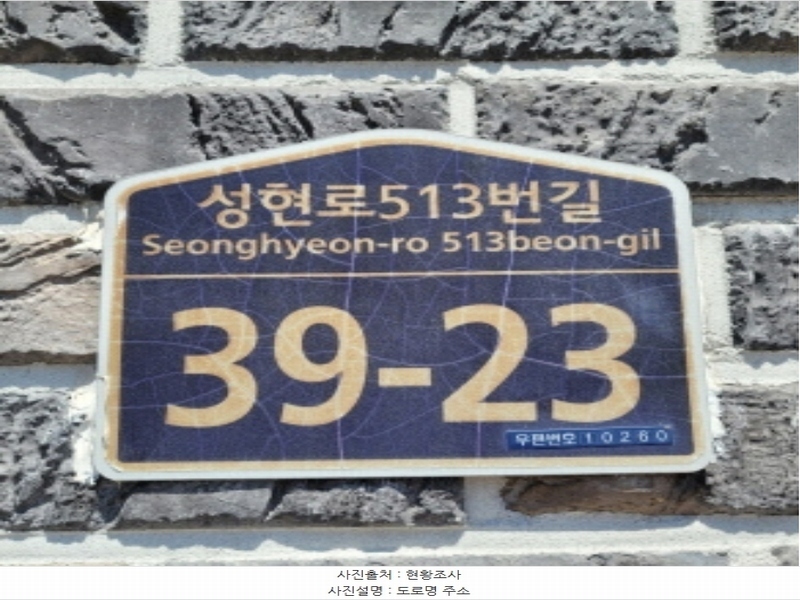 성현로513번길
Seonghyeon-ro 513beon-gil
39-23
우편번호 10260
사진출처 : 현황조사
사진설명 : 도로명 주소